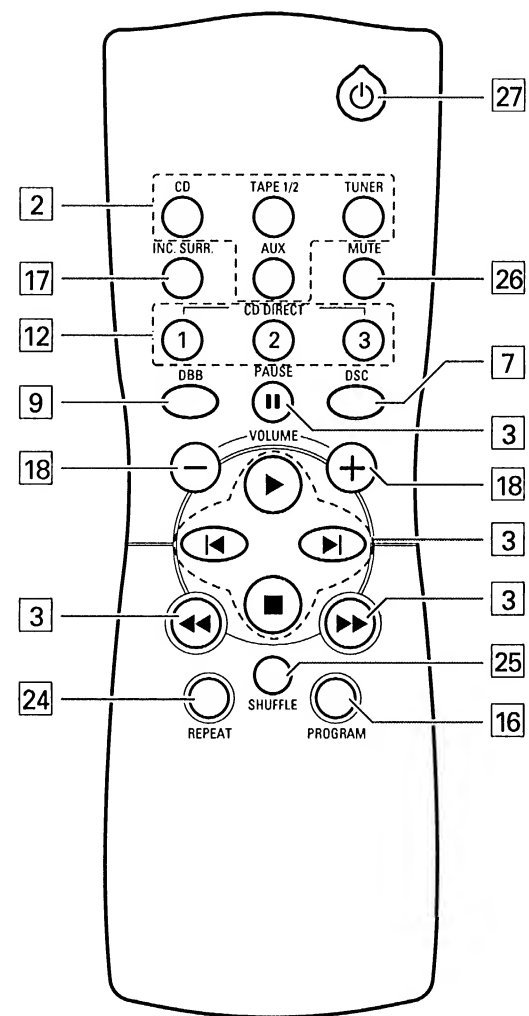 27
CD TAPE 1/2 TUNER
2
INC. SURR. AUX MUTE
17 26
CD DIRECT
12 1 2 3
7
DBB PAUSE DSC
9
3
VOLUME
18 − + 18
3
3 3
25
24 SHUFFLE 16
REPEAT PROGRAM